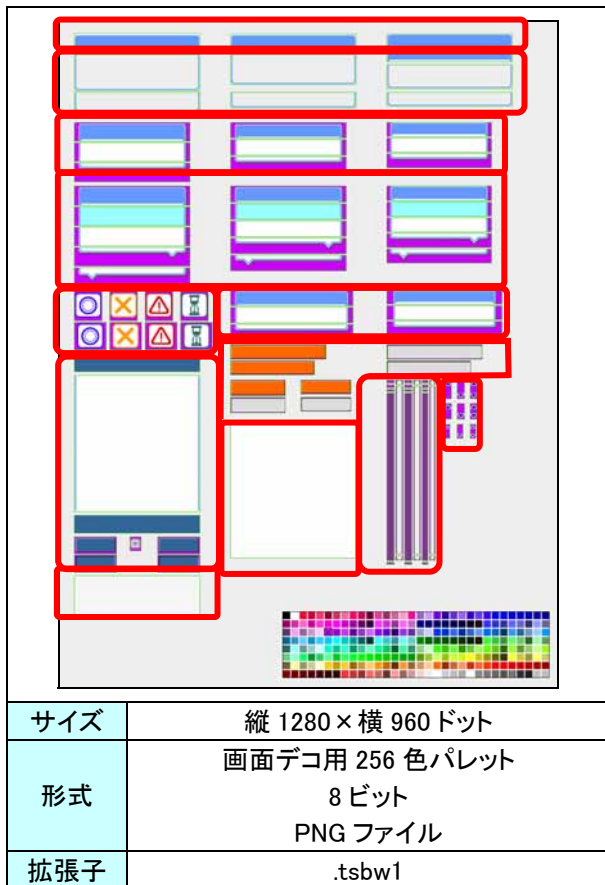 サイズ
縦 1280×横 960 ドット
形式
画面デコ用 256 色パレット
8 ビット
PNG ファイル
拡張子
.tsbw1